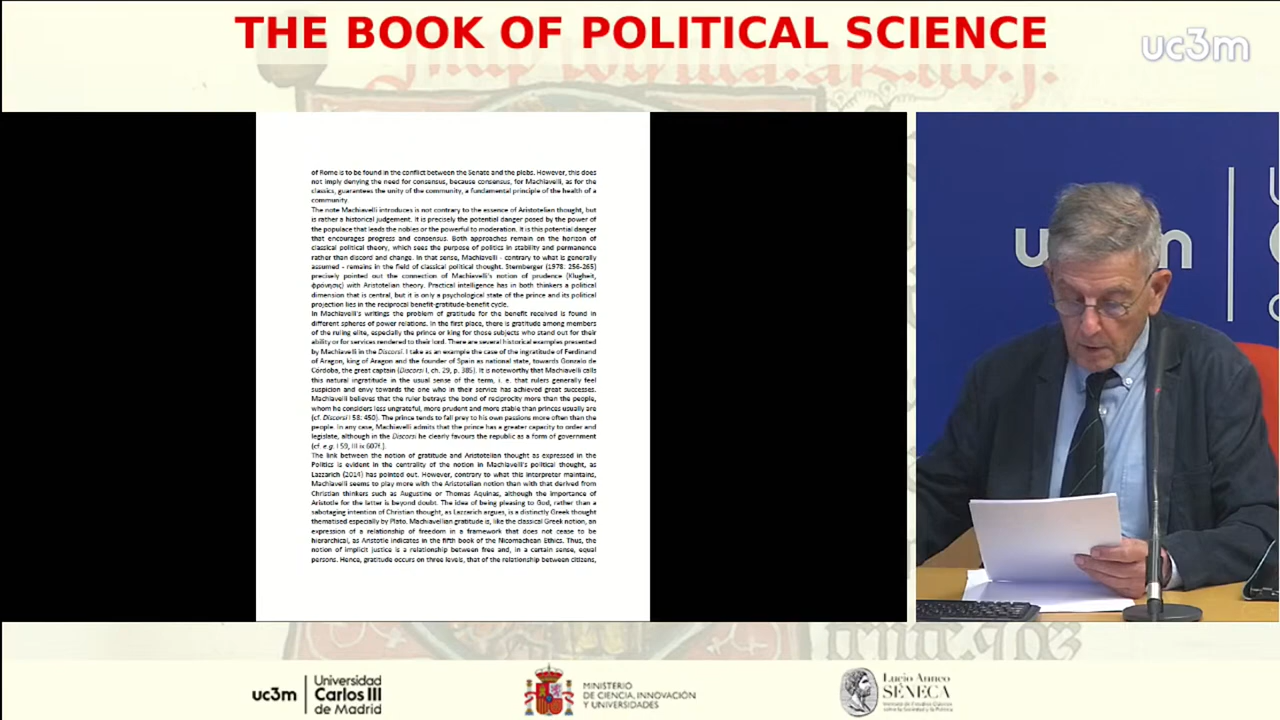 THE BOOK OF POLITICAL SCIENCE
uc3m
of Rome is to be found in the conflict between the Senate and the plebs. However, this does
not imply denying the need for consensus, because consensus, for Machiavelli, as for the
classics, guarantees the unity of the community, a fundamental principle of the health of a
community.
The note Machiavelli introduces is not contrary to the essence of Aristotelian thought, but
is rather a historical judgement. It is precisely the potential danger posed by the power of
the populace that leads the nobles or the powerful to moderation. It is this potential danger
that encourages progress and consensus. Both approaches remain on the horizon of
classical political theory, which sees the purpose of politics in stability and permanence
rather than discord and change. In that sense, Machiavelli - contrary to what is generally
assumed - remains in the field of classical political thought. Sternberger (1978: 256-265)
precisely pointed out the connection of Machiavelli's notion of prudence (Klugheit,
φρόνησις) with Aristotelian theory. Practical intelligence has in both thinkers a political
dimension that is central, but it is only a psychological state of the prince and its political
projection lies in the reciprocal benefit-gratitude-benefit cycle.
In Machiavelli's writings the problem of gratitude for the benefit received is found in
different spheres of power relations. In the first place, there is gratitude among members
of the ruling elite, especially the prince or king for those subjects who stand out for their
ability or for services rendered to their lord. There are several historical examples presented
by Machiavelli in the Discorsi. I take as an example the case of the ingratitude of Ferdinand
of Aragon, king of Aragon and the founder of Spain as national state, towards Gonzalo de
Córdoba, the great captain (Discorsi I, ch. 29, p. 385). It is noteworthy that Machiavelli calls
this natural ingratitude in the usual sense of the term, i. e. that rulers generally feel
suspicion and envy towards the one who in their service has achieved great successes.
Machiavelli believes that the ruler betrays the bond of reciprocity more than the people,
whom he considers less ungrateful, more prudent and more stable than princes usually are
(cf. Discorsi I 58: 450). The prince tends to fall prey to his own passions more often than the
people. In any case, Machiavelli admits that the prince has a greater capacity to order and
legislate, although in the Discorsi he clearly favours the republic as a form of government
(cf. e.g. I 59, III ix 607f.).
The link between the notion of gratitude and Aristotelian thought as expressed in the
Politics is evident in the centrality of the notion in Machiavelli's political thought, as
Lazzarich (2014) has pointed out. However, contrary to what this interpreter maintains,
Machiavelli seems to play more with the Aristotelian notion than with that derived from
Christian thinkers such as Augustine or Thomas Aquinas, although the importance of
Aristotle for the latter is beyond doubt. The idea of being pleasing to God, rather than a
sabotaging intention of Christian thought, as Lazzarich argues, is a distinctly Greek thought
thematised especially by Plato. Machiavellian gratitude is, like the classical Greek notion, an
expression of a relationship of freedom in a framework that does not cease to be
hierarchical, as Aristotle indicates in the fifth book of the Nicomachean Ethics. Thus, the
notion of implicit justice is a relationship between free and, in a certain sense, equal
persons. Hence, gratitude occurs on three levels, that of the relationship between citizens,
uc3m
Universidad
Carlos III
de Madrid
MINISTERIO
DE CIENCIA, INNOVACIÓN
Y UNIVERSIDADES
Lucio Anneo
SÉNECA
Instituto de Estudios Clásicos
sobre la Sociedad y la Política